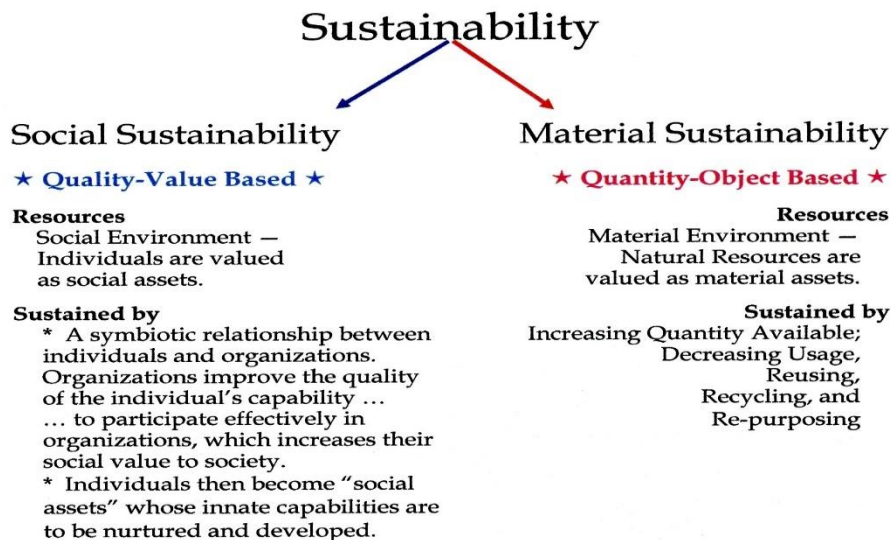 Sustainability
Social Sustainability
★ Quality-Value Based ★
Resources
Social Environment —
Individuals are valued
as social assets.
Sustained by
* A symbiotic relationship between
individuals and organizations.
Organizations improve the quality
of the individual's capability ...
... to participate effectively in
organizations, which increases their
social value to society.
* Individuals then become "social
assets" whose innate capabilities are
to be nurtured and developed.
Material Sustainability
★ Quantity-Object Based ★
Resources
Material Environment —
Natural Resources are
valued as material assets.
Sustained by
Increasing Quantity Available;
Decreasing Usage,
Reusing,
Recycling, and
Re-purposing